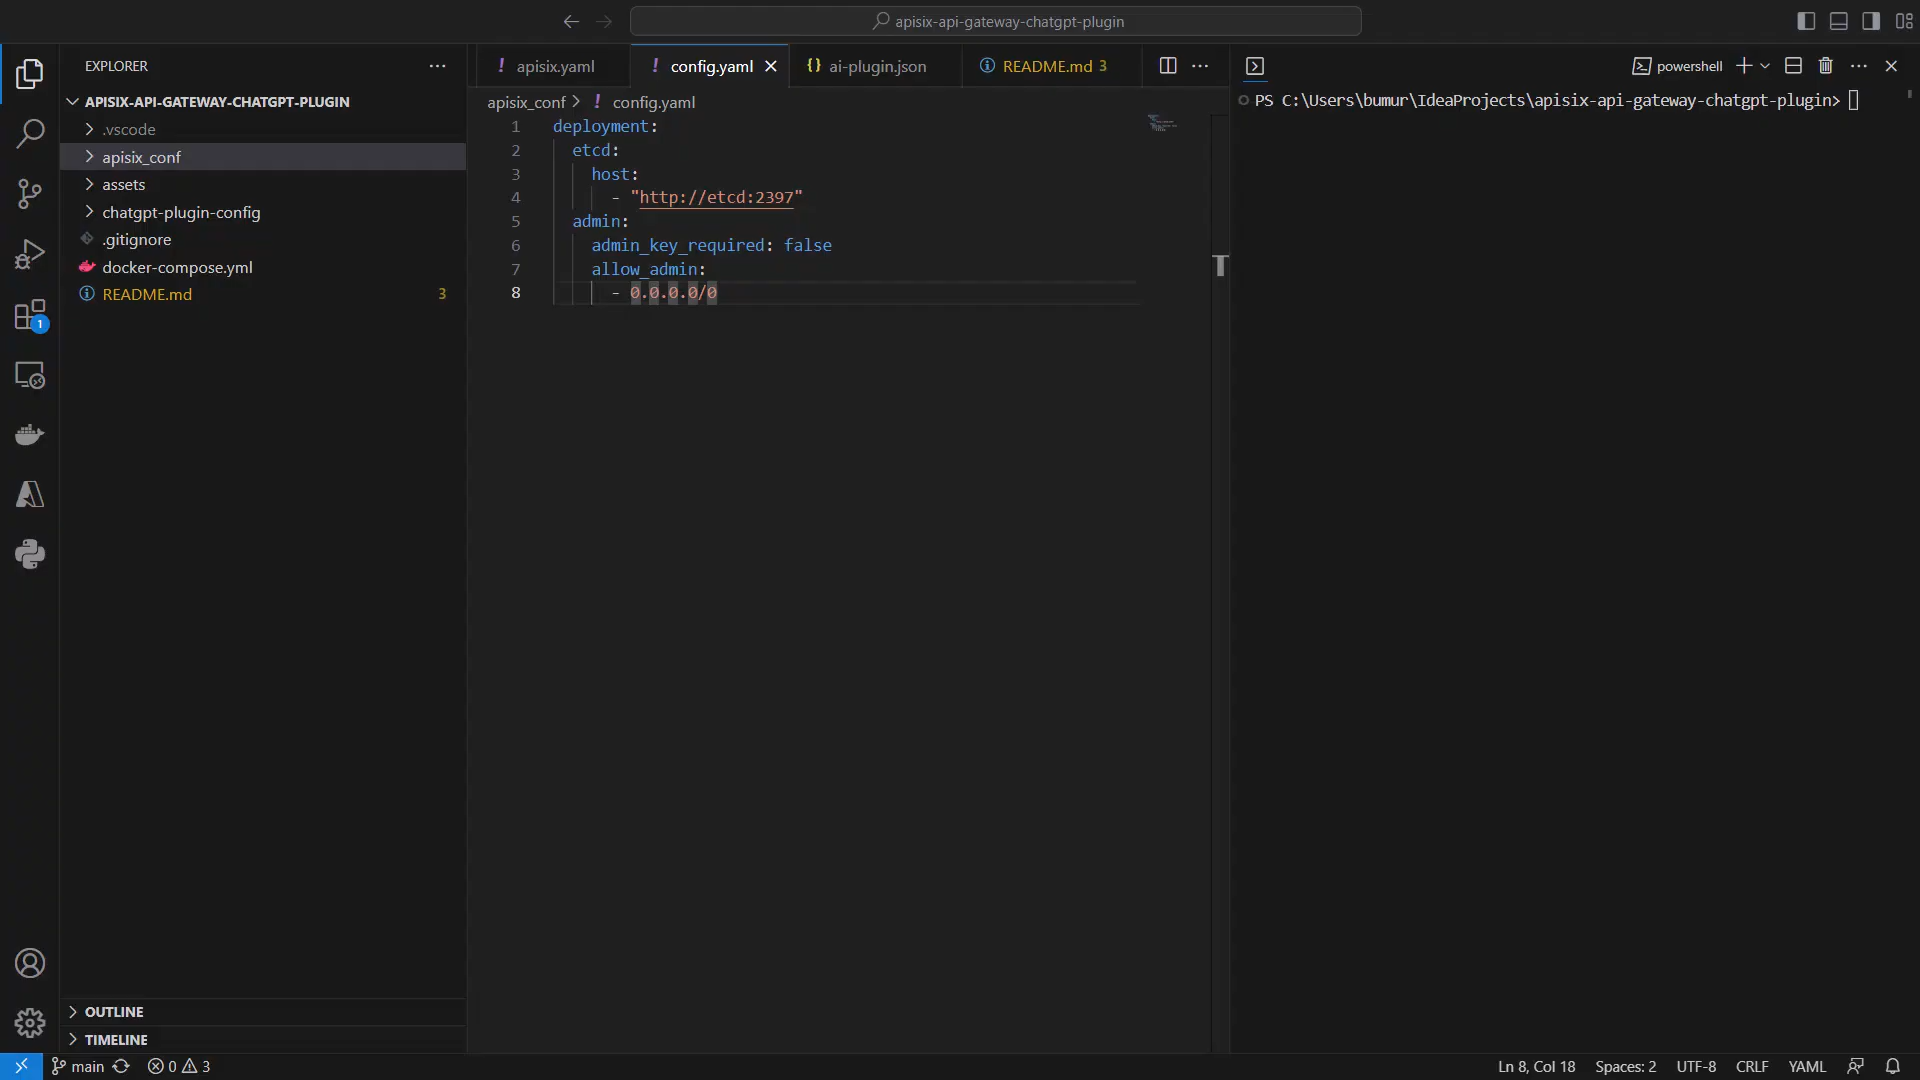 apisix-api-gateway-chatgpt-plugin
EXPLORER
APISIX-API-GATEWAY-CHATGPT-PLUGIN
.vscode
apisix_conf
assets
chatgpt-plugin-config
.gitignore
docker-compose.yml
README.md 3
1
OUTLINE
TIMELINE
! apisix.yaml
! config.yaml
{} ai-plugin.json
README.md 3
apisix_conf > ! config.yaml
1 deployment:
2 etcd:
3 host:
4 - "http://etcd:2397"
5 admin:
6 admin_key_required: false
7 allow_admin:
8 - 0.0.0.0/0
powershell
PS C:\Users\bumur\IdeaProjects\apisix-api-gateway-chatgpt-plugin>
main 0 3
Ln 8, Col 18 Spaces: 2 UTF-8 CRLF YAML